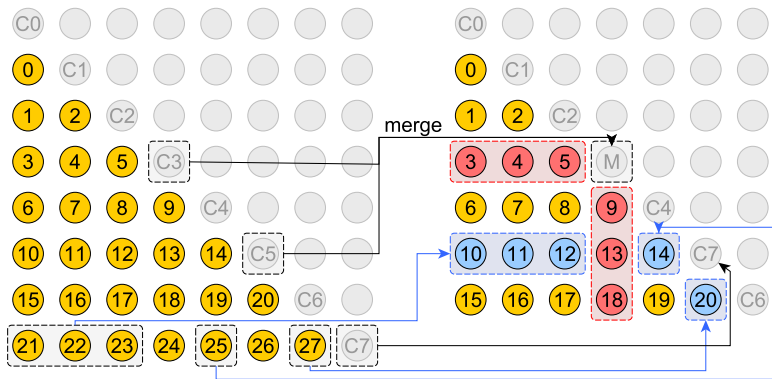 C0 C0
0 C1 0 C1
1 2 C2 1 2 C2
merge
3 4 5 C3 3 4 5 M
6 7 8 9 C4 6 7 8 9 C4
10 11 12 13 14 C5 10 11 12 13 14 C7
15 16 17 18 19 20 C6 15 16 17 18 19 20 C6
21 22 23 24 25 26 27 C7